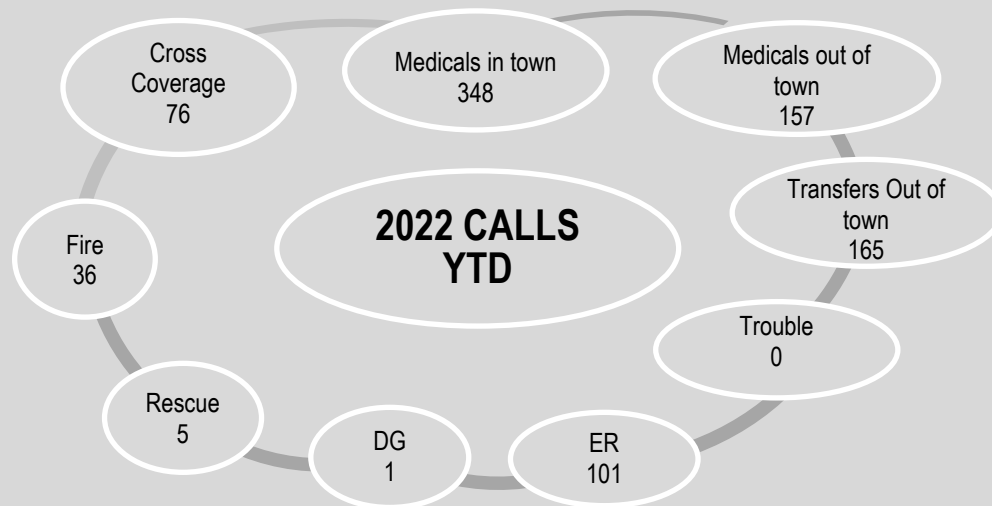 Cross
Coverage
76
Medicals in town
348
Medicals out of
town
157
Transfers Out of
town
165
Trouble
0
ER
101
DG
1
Rescue
5
Fire
36
2022 CALLS
YTD